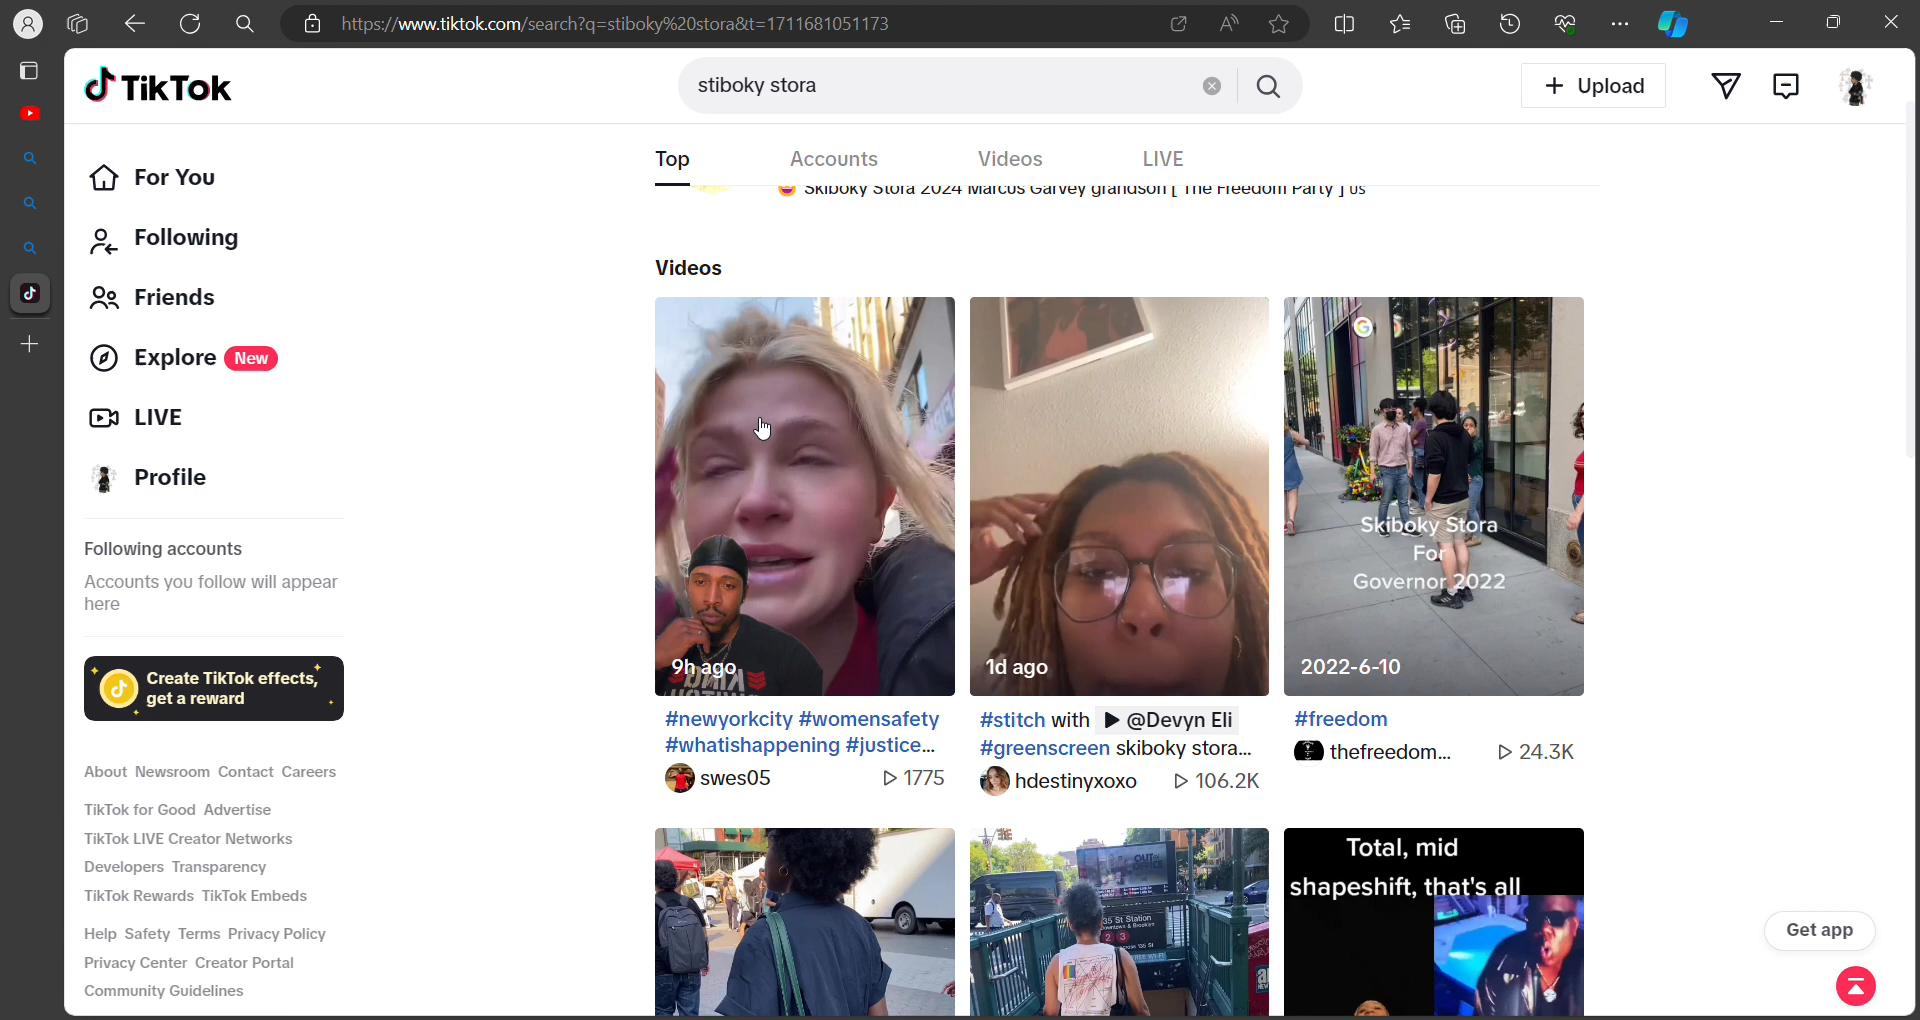 https://www.tiktok.com/search?q=stiboky%20stora&t=1711681051173
TikTok
stiboky stora
Upload
Top
Accounts
Videos
LIVE
For You
Following
Friends
Explore New
LIVE
Profile
Following accounts
Accounts you follow will appear
here
Create TikTok effects,
get a reward
About Newsroom Contact Careers
TikTok for Good Advertise
TikTok LIVE Creator Networks
Developers Transparency
TikTok Rewards TikTok Embeds
Help Safety Terms Privacy Policy
Privacy Center Creator Portal
Community Guidelines
Skiboky Stora 2024 Marcus Garvey grandson [ The Freedom Party ] us
Videos
9h ago
#newyorkcity #womensafety
#whatishappening #justice...
swes05
1775
1d ago
#stitch with @Devyn Eli
#greenscreen skiboky stora...
hdestinyxoxo
106.2K
Skiboky Stora
For
Governor 2022
2022-6-10
#freedom
thefreedom...
24.3K
35 St Station
Downtown & Brooklyn
2 3
Total, mid
shapeshift, that's all
Get app